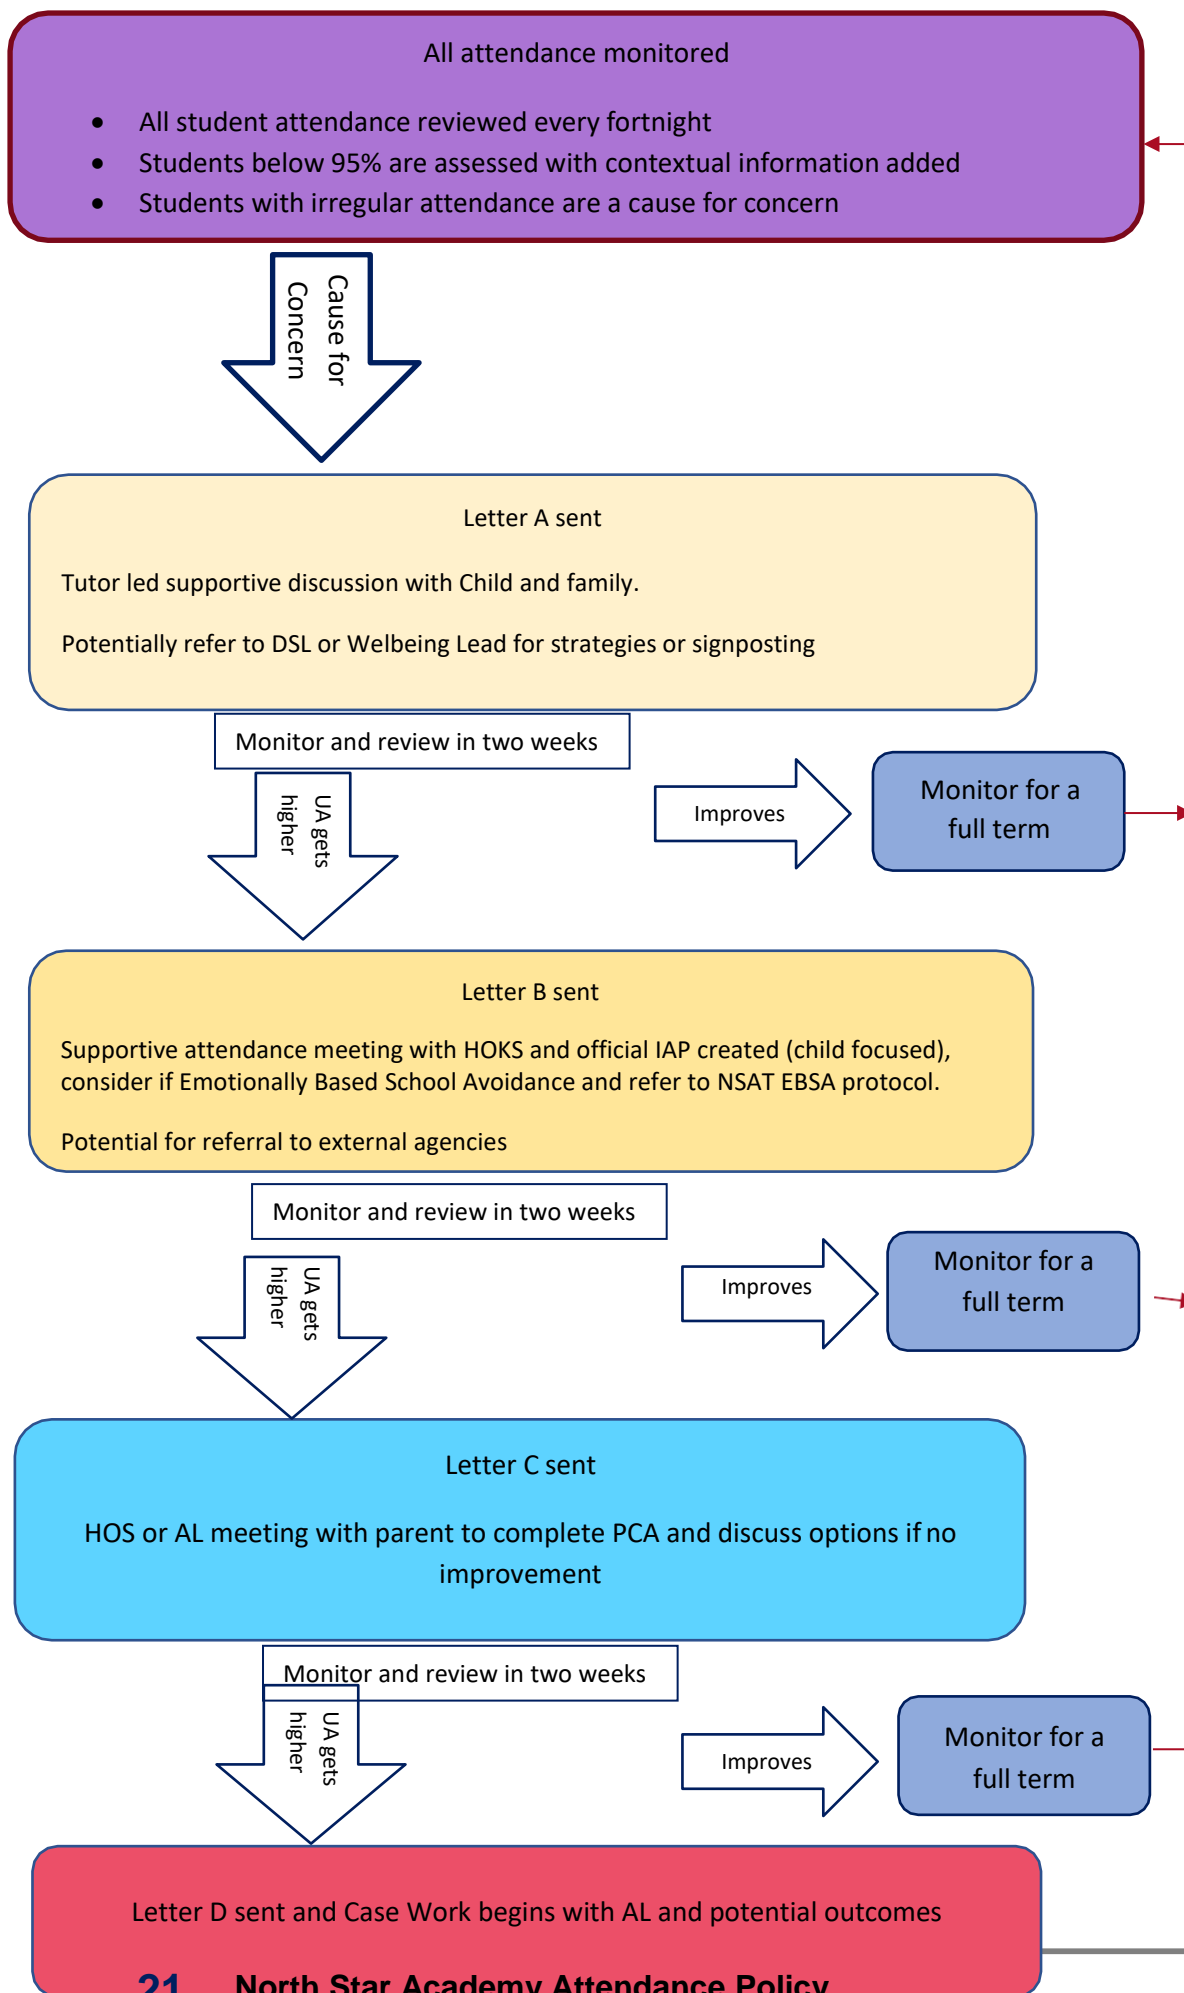 All attendance monitored
• All student attendance reviewed every fortnight
• Students below 95% are assessed with contextual information added
• Students with irregular attendance are a cause for concern
Cause for
Concern
Letter A sent
Tutor led supportive discussion with Child and family.
Potentially refer to DSL or Welbeing Lead for strategies or signposting
Monitor and review in two weeks
UA gets
higher
Improves
Monitor for a
full term
Letter B sent
Supportive attendance meeting with HOKS and official IAP created (child focused),
consider if Emotionally Based School Avoidance and refer to NSAT EBSA protocol.
Potential for referral to external agencies
Monitor and review in two weeks
UA gets
higher
Improves
Monitor for a
full term
Letter C sent
HOS or AL meeting with parent to complete PCA and discuss options if no
improvement
Monitor and review in two weeks
UA gets
higher
Improves
Monitor for a
full term
Letter D sent and Case Work begins with AL and potential outcomes
21 North Star Academy Attendance Policy